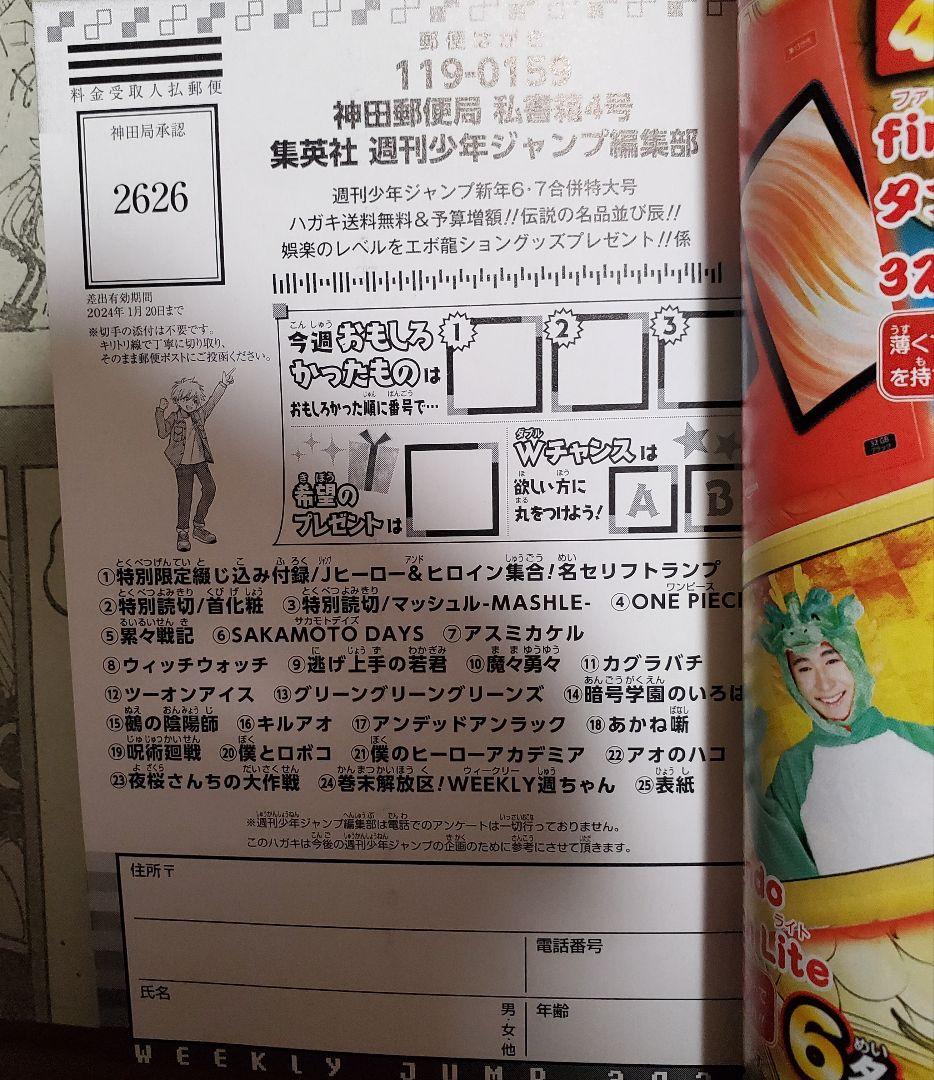 郵便はがき
料金受取人払郵便
119-0159
神田郵便局 私書箱4号
集英社 週刊少年ジャンプ編集部
神田局承認
2626
週刊少年ジャンプ新年6・7合併特大号
ハガキ送料無料&予算増額!!伝説の名品並び辰!!
娯楽のレベルをエボ龍ショングッズプレゼント!!係
差出有効期間
2024年1月20日まで
※切手の添付は不要です。
キリトリ線で丁寧に切り取り、
そのまま郵便ポストにご投函ください。
今週おもしろ
かったものは
おもしろかった順に番号で…
1 2 3
希望の
プレゼントは
Wチャンスは
欲しい方に
丸をつけよう!
A B
①特別限定綴じ込み付録/Jヒーロー&ヒロイン集合!名セリフトランプ
②特別読切/首化粧 ③特別読切/マッシュル-MASHLE- ④ONE PIEC
⑤累々戦記 ⑥SAKAMOTO DAYS ⑦アスミカケル
⑧ウィッチウォッチ ⑨逃げ上手の若君 ⑩魔々勇々 ⑪カグラバチ
⑫ツーオンアイス ⑬グリーングリーングリーンズ ⑭暗号学園のいろは
⑮鵺の陰陽師 ⑯キルアオ ⑰アンデッドアンラック ⑱あかね噺
⑲呪術廻戦 ⑳僕とロボコ ㉑僕のヒーローアカデミア ㉒アオのハコ
㉓夜桜さんちの大作戦 ㉔巻末解放区!WEEKLY週ちゃん ㉕表紙
※週刊少年ジャンプ編集部は電話でのアンケートは一切行っておりません。
このハガキは今後の週刊少年ジャンプの企画のために参考にさせて頂きます。
住所〒
電話番号
氏名
男・女・他
年齢
WEEKLY JUMP 202
4
fir
タ
32
薄く
を持
32 GB
do
Lite
ライト
6
めい